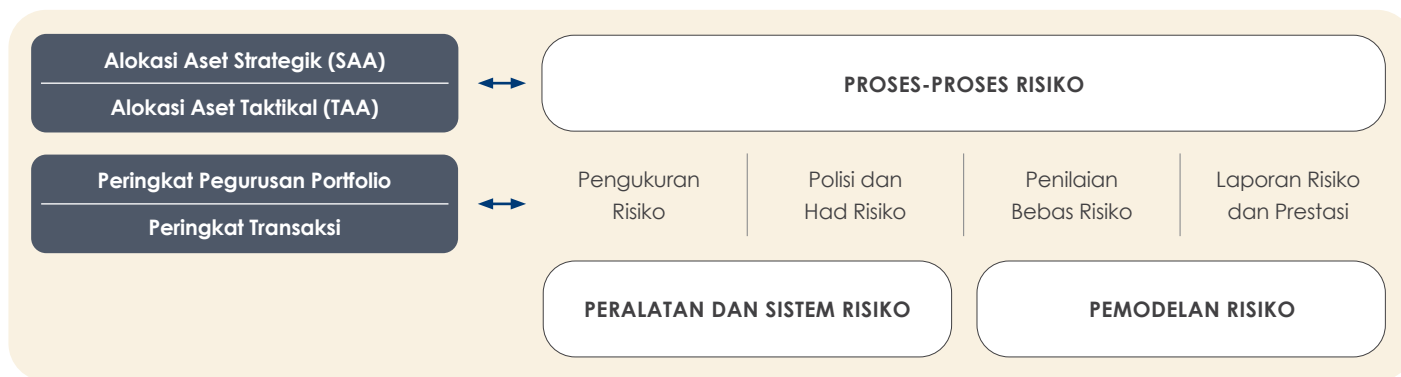 Alokasi Aset Strategik (SAA)
Alokasi Aset Taktikal (TAA)
PROSES-PROSES RISIKO
Peringkat Pegurusan Portfolio
Peringkat Transaksi
Pengukuran
Risiko
Polisi dan
Had Risiko
Penilaian
Bebas Risiko
Laporan Risiko
dan Prestasi
PERALATAN DAN SISTEM RISIKO
PEMODELAN RISIKO